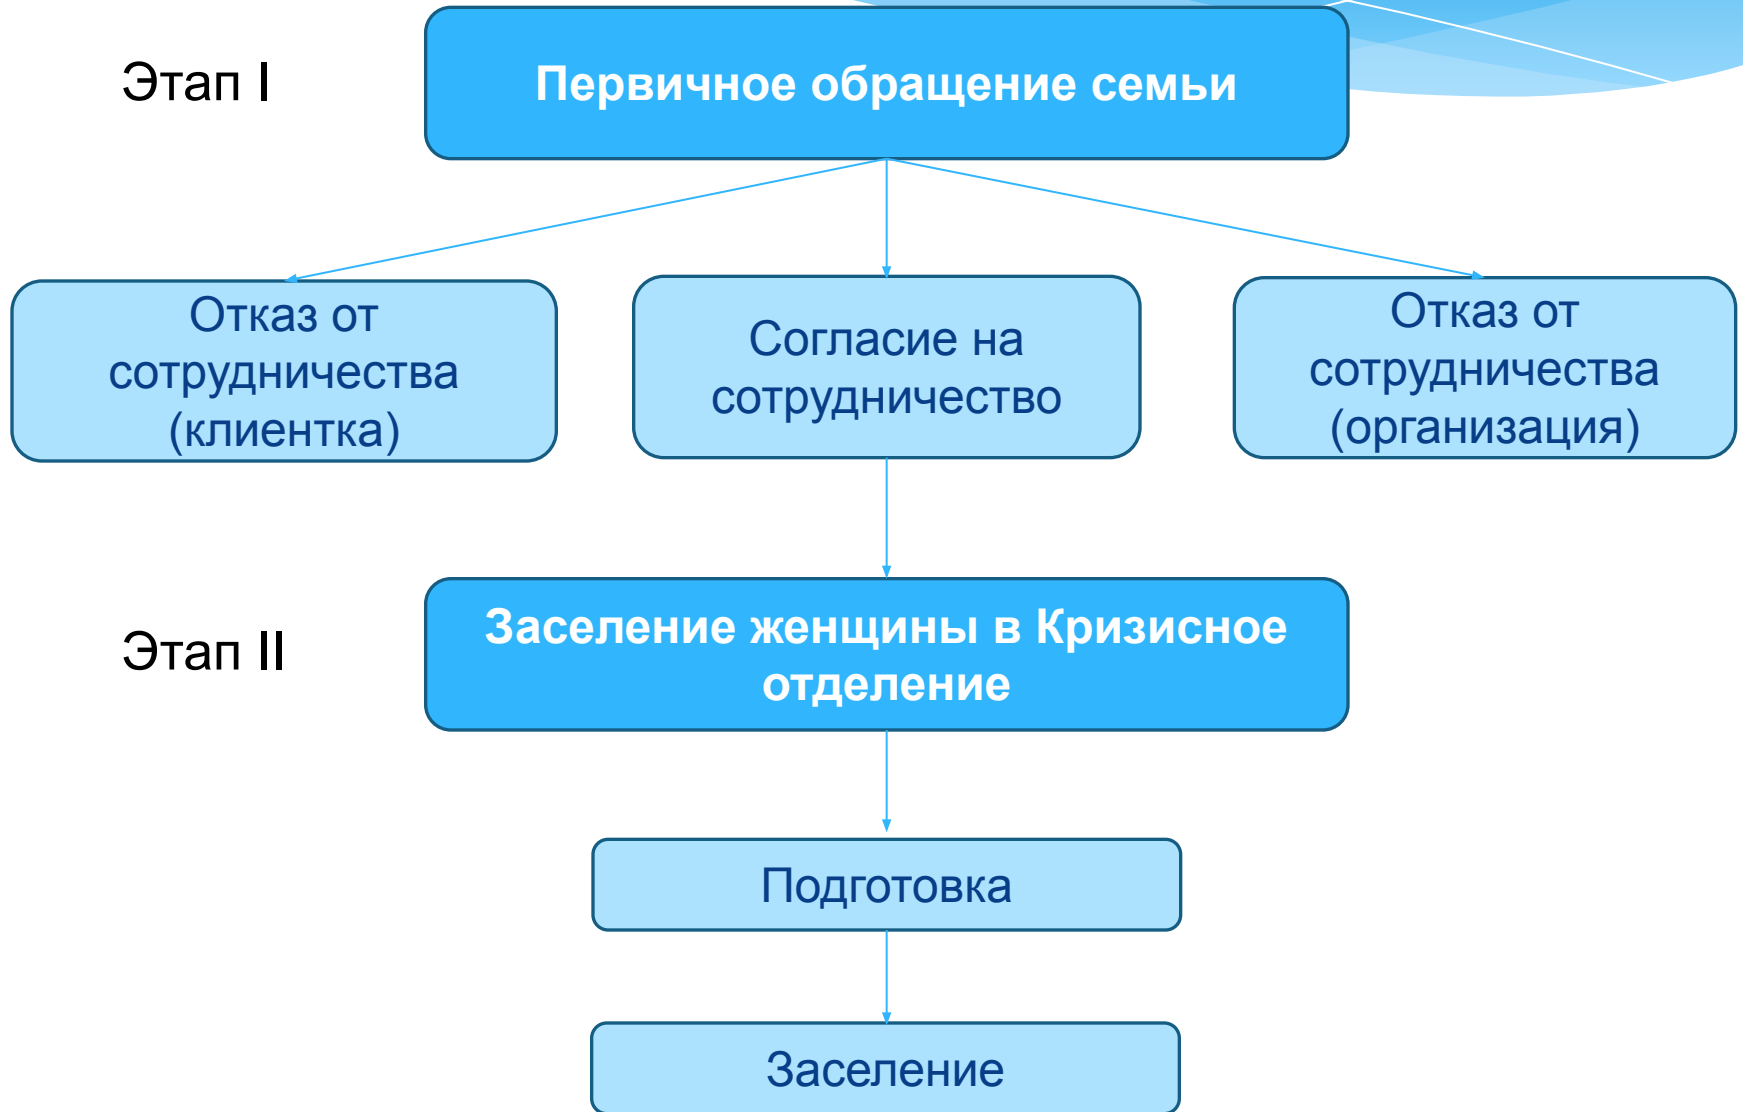 Этап I
Первичное обращение семьи
Отказ от
сотрудничества
(клиентка)
Согласие на
сотрудничество
Отказ от
сотрудничества
(организация)
Этап II
Заселение женщины в Кризисное
отделение
Подготовка
Заселение